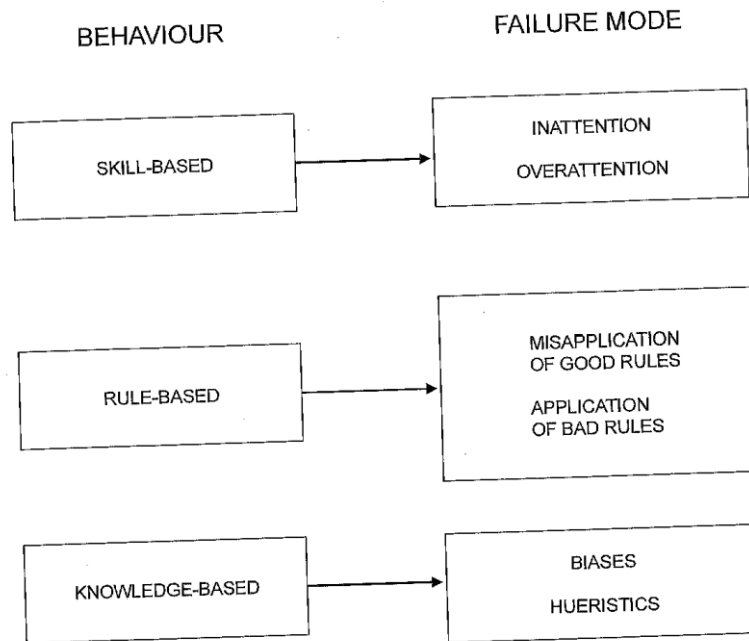 BEHAVIOUR
FAILURE MODE
SKILL-BASED
INATTENTION
OVERATTENTION
RULE-BASED
MISAPPLICATION
OF GOOD RULES
APPLICATION
OF BAD RULES
KNOWLEDGE-BASED
BIASES
HUERISTICS